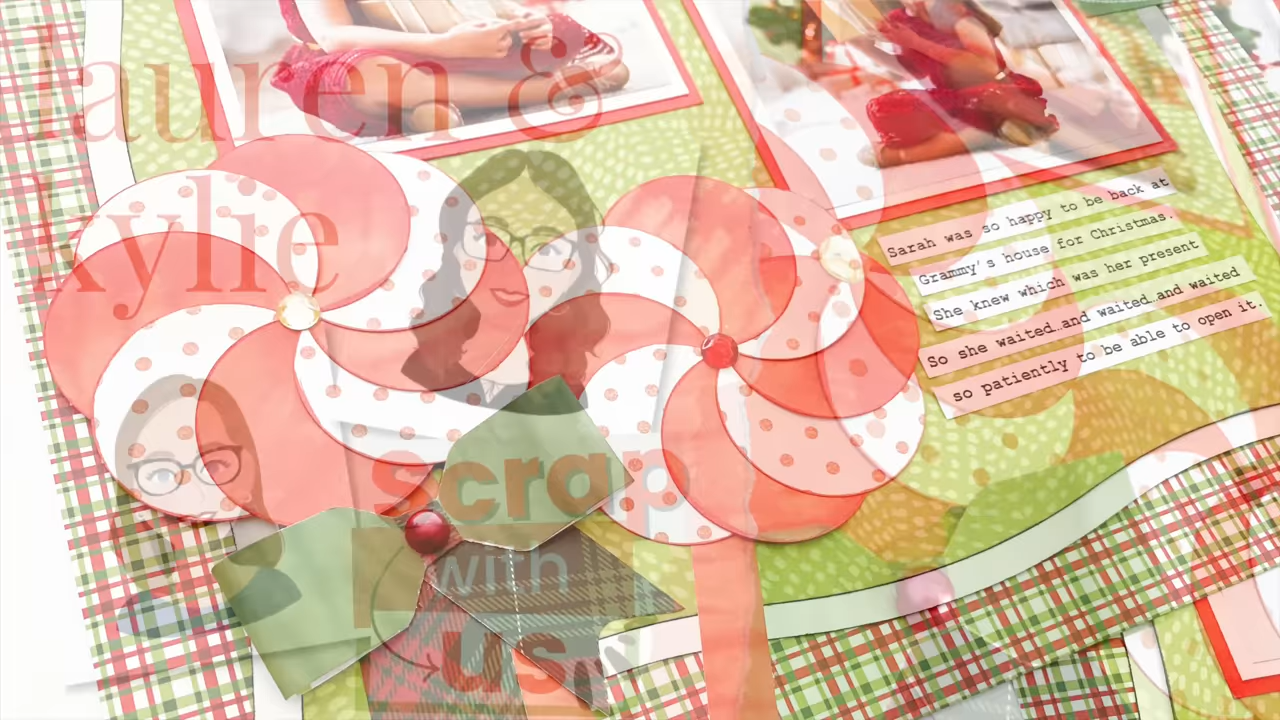 lauren &
kylie
Sarah was so happy to be back at
Grammy's house for Christmas.
She knew which was her present
So she waited…and waited…and waited
so patiently to be able to open it.
scrap
with
us